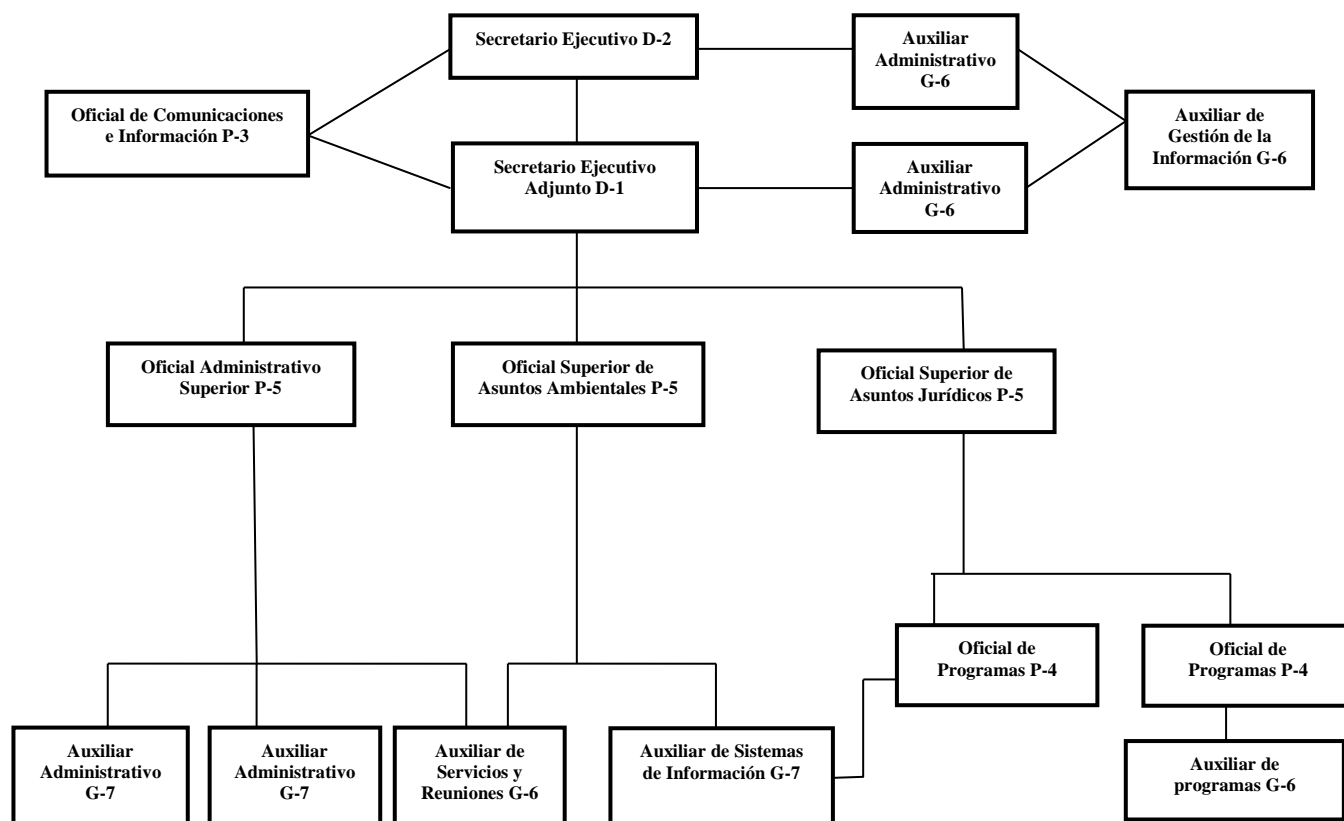 Secretario Ejecutivo D-2
Auxiliar
Administrativo
G-6
Oficial de Comunicaciones
e Información P-3
Auxiliar de
Gestión de la
Información G-6
Secretario Ejecutivo
Adjunto D-1
Auxiliar
Administrativo
G-6
Oficial Administrativo
Superior P-5
Oficial Superior de
Asuntos Ambientales P-5
Oficial Superior de
Asuntos Jurídicos P-5
Oficial de
Programas P-4
Oficial de
Programas P-4
Auxiliar
Administrativo
G-7
Auxiliar
Administrativo
G-7
Auxiliar de
Servicios y
Reuniones G-6
Auxiliar de Sistemas
de Información G-7
Auxiliar de
programas G-6